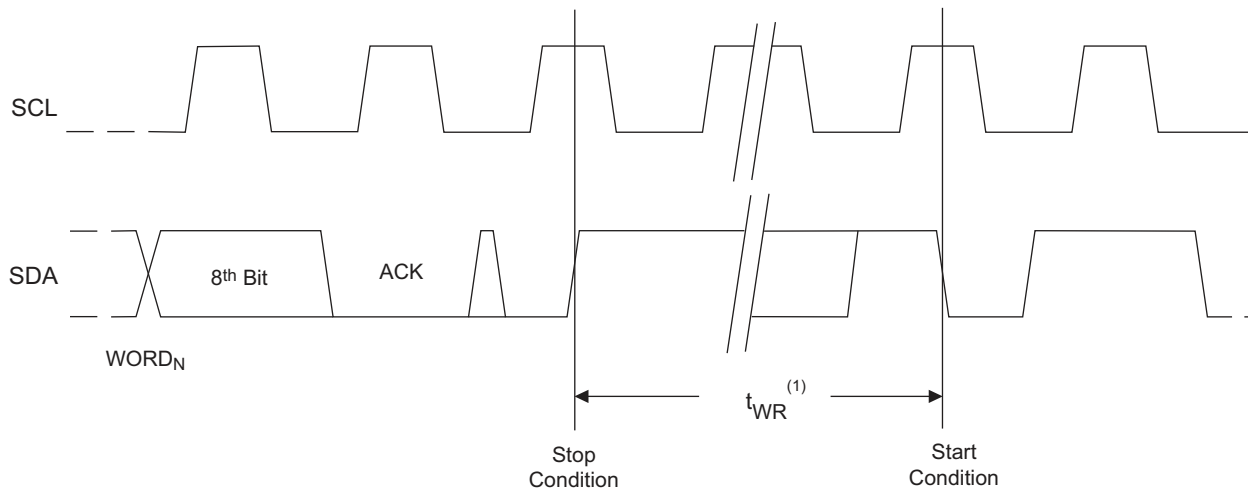 SCL
SDA
8th Bit
ACK
WORDN
tWR(1)
Stop
Condition
Start
Condition